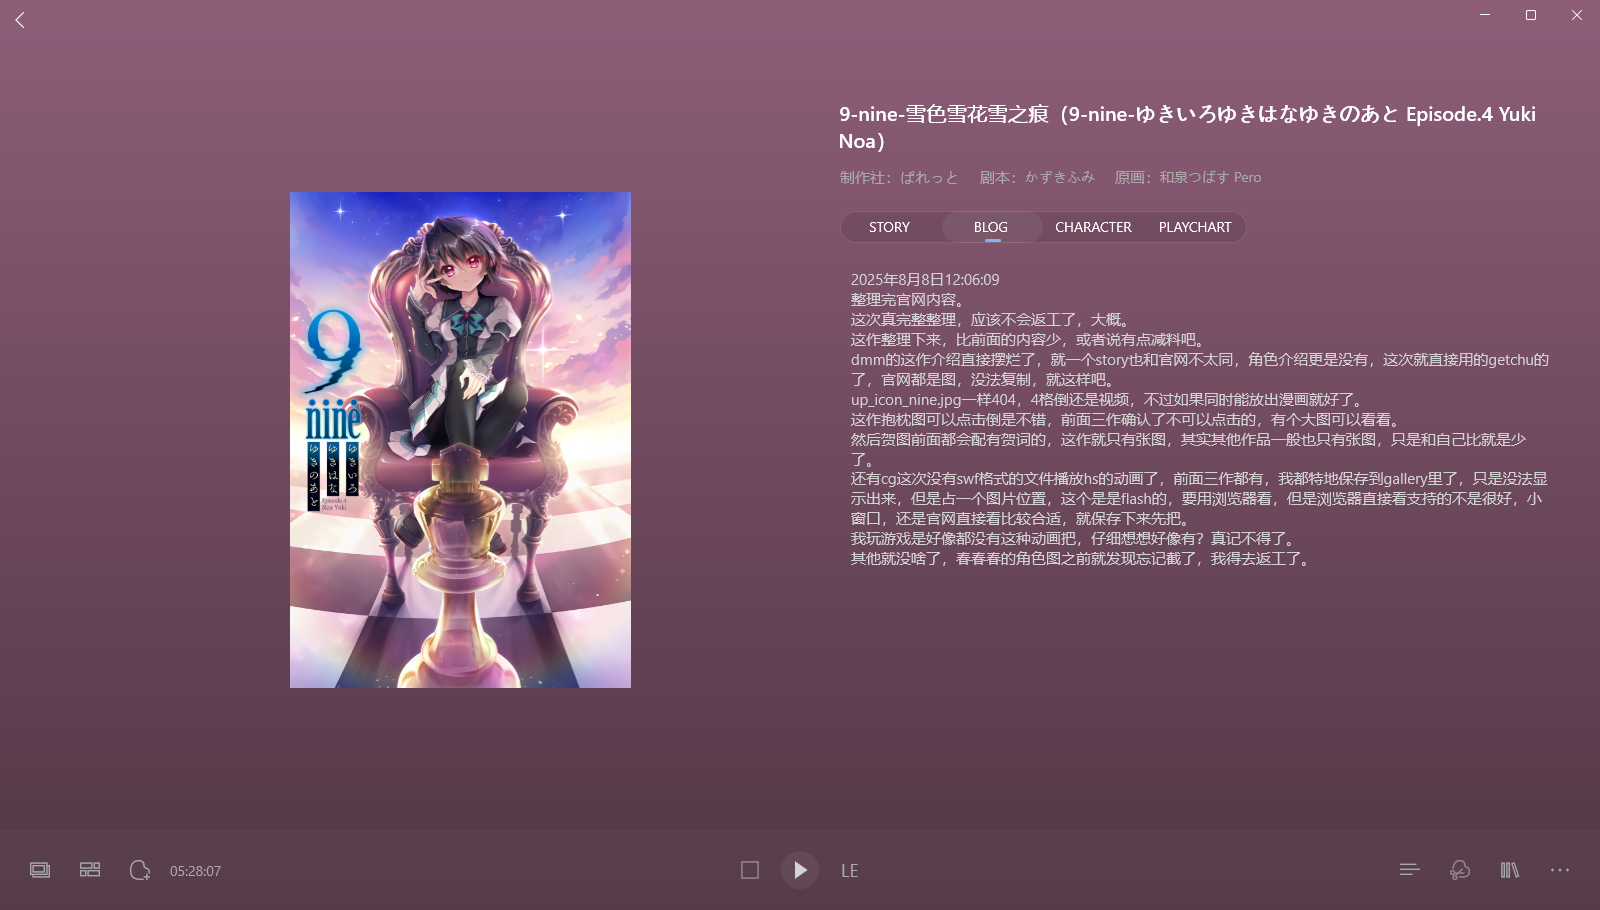 9-nine-雪色雪花雪之痕（9-nine-ゆきいろゆきはなゆきのあと Episode.4 Yuki
Noa）
制作社：ぱれっと 剧本：かずきふみ 原画：和泉つばす Pero
STORY BLOG CHARACTER PLAYCHART
2025年8月8日12:06:09
整理完官网内容。
这次真完整整理，应该不会返工了，大概。
这作整理下来，比前面的内容少，或者说有点减料吧。
dmm的这作介绍直接摆烂了，就一个story也和官网不太同，角色介绍更是没有，这次就直接用的getchu的
了，官网都是图，没法复制，就这样吧。
up_icon_nine.jpg一样404，4格倒还是视频，不过如果同时能放出漫画就好了。
这作抱枕图可以点击倒是不错，前面三作确认了不可以点击的，有个大图可以看看。
然后贺图前面都会配有贺词的，这作就只有张图，其实其他作品一般也只有张图，只是和自己比就是少
了。
还有cg这次没有swf格式的文件播放hs的动画了，前面三作都有，我都特地保存到gallery里了，只是没法显
示出来，但是占一个图片位置，这个是是flash的，要用浏览器看，但是浏览器直接看支持的不是很好，小
窗口，还是官网直接看比较合适，就保存下来先把。
我玩游戏是好像都没有这种动画把，仔细想想好像有？真记不得了。
其他就没啥了，春春春的角色图之前就发现忘记截了，我得去返工了。
9
nine
ゆきいろ
ゆきはな
ゆきのあと
Episode.4
Noa Yuki
05:28:07
LE